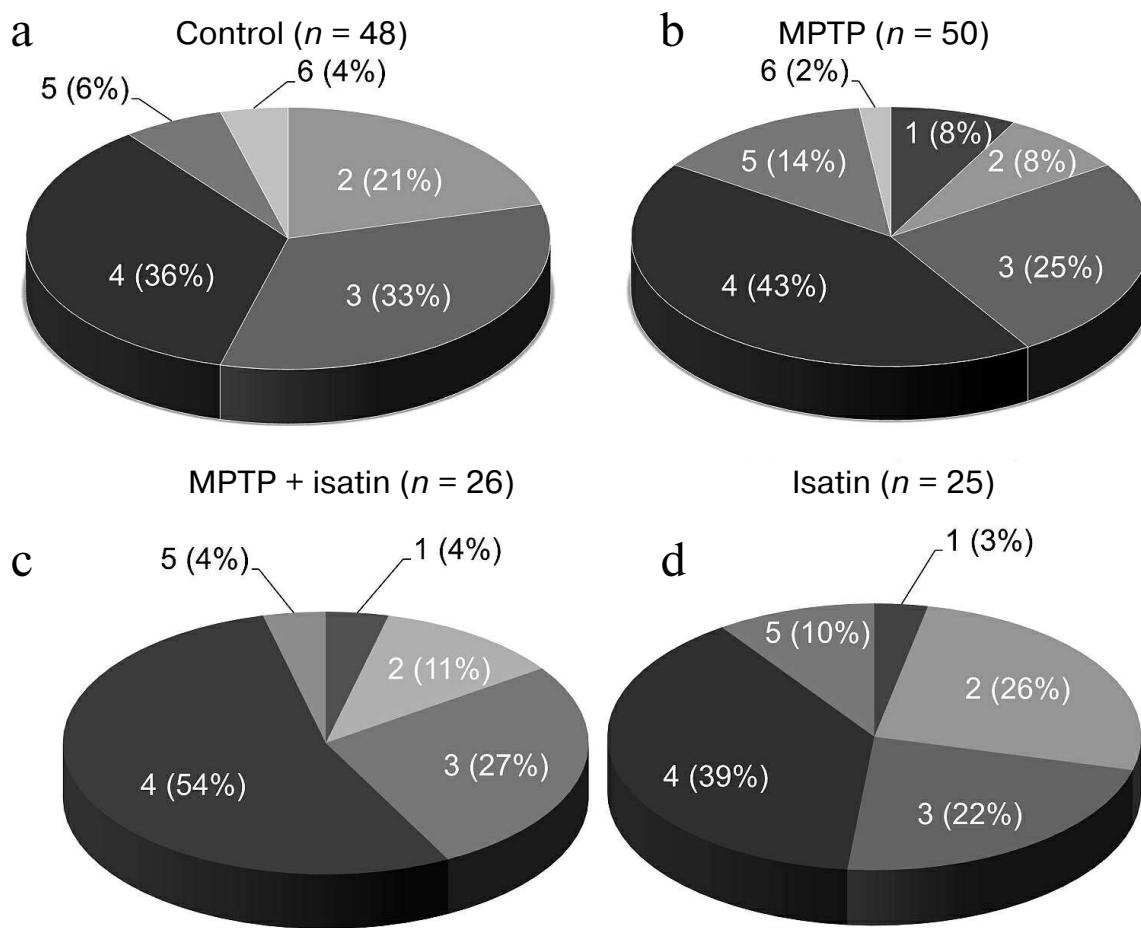 a
Control (n = 48)
5 (6%)
6 (4%)
2 (21%)
4 (36%)
3 (33%)
b
MPTP (n = 50)
6 (2%)
1 (8%)
5 (14%)
2 (8%)
3 (25%)
4 (43%)
c
MPTP + isatin (n = 26)
5 (4%)
1 (4%)
2 (11%)
3 (27%)
4 (54%)
d
Isatin (n = 25)
1 (3%)
5 (10%)
2 (26%)
4 (39%)
3 (22%)